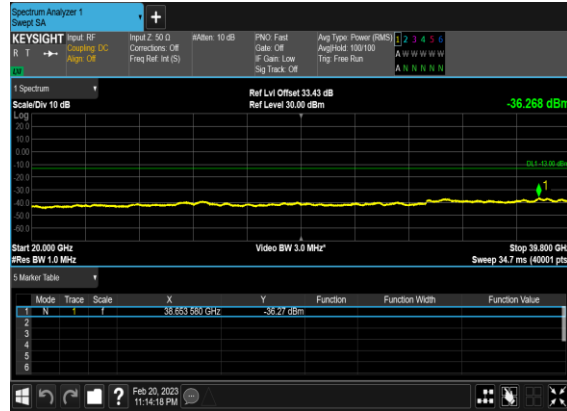 Spectrum Analyzer 1
Swept SA
+
KEYSIGHT Input: RF Input Z: 50 Ω #Atten: 10 dB PNO: Fast Avg Type: Power (RMS) 1 2 3 4 5 6
R T Coupling: DC Corrections: Off Gate: Off Avg|Hold: 100/100 A W W W W W
Align: Off Freq Ref: Int (S) IF Gain: Low Trig: Free Run
Sig Track: Off A N N N N N
1 Spectrum
Scale/Div 10 dB
Ref Lvl Offset 33.43 dB
Ref Level 30.00 dBm
-36.268 dBm
Log
20.0
10.0
0.00
-10.0
DL1 -13.00 dBm
-20.0
-30.0
1
-40.0
-50.0
-60.0
Start 20.000 GHz Video BW 3.0 MHz* Stop 39.800 GHz
#Res BW 1.0 MHz Sweep 34.7 ms (40001 pts)
5 Marker Table
Mode Trace Scale X Y Function Function Width Function Value
1 N 1 f 38.653 580 GHz -36.27 dBm
2
3
4
5
6
? Feb 20, 2023
11:14:18 PM